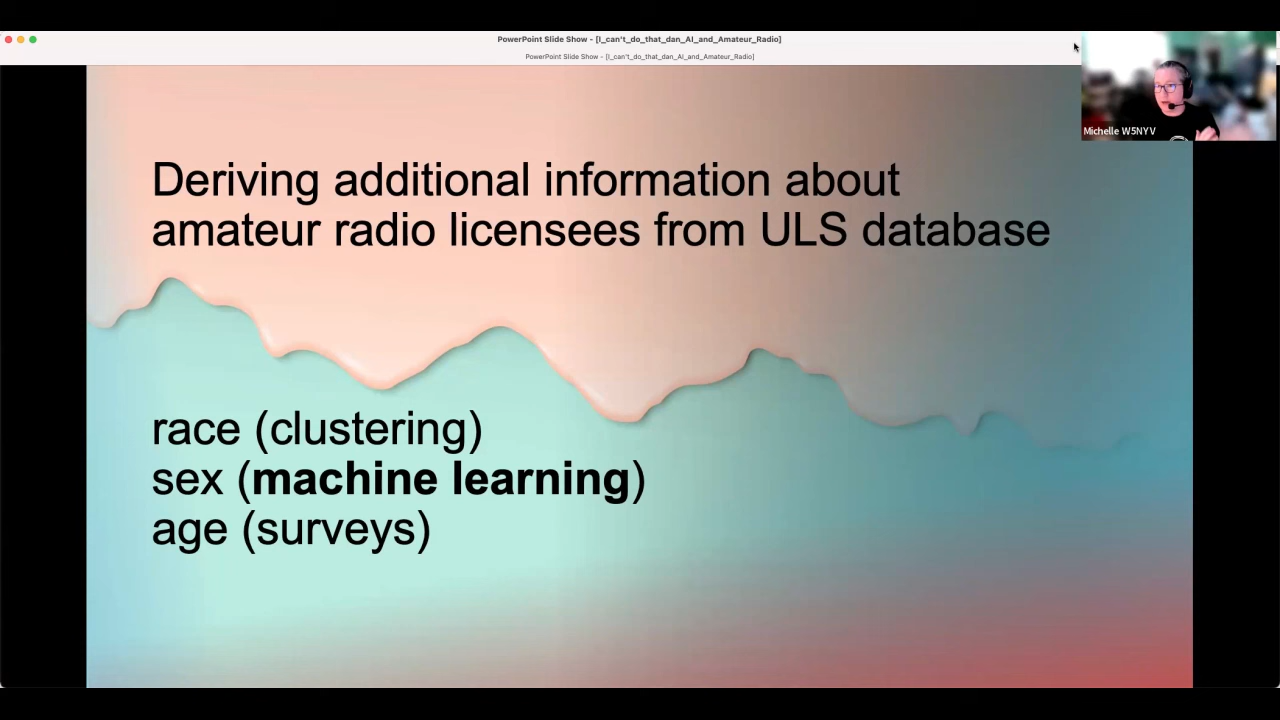 PowerPoint Slide Show - [I_can't_do_that_dan_AI_and_Amateur_Radio]
PowerPoint Slide Show - [I_can't_do_that_dan_AI_and_Amateur_Radio]
Michelle W5NYV
Deriving additional information about
amateur radio licensees from ULS database
race (clustering)
sex (machine learning)
age (surveys)